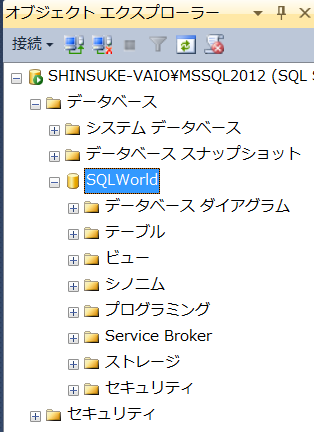 オブジェクト エクスプローラー
接続
SHINSUKE-VAIO¥MSSQL2012 (SQL S
データベース
システム データベース
データベース スナップショット
SQLWorld
データベース ダイアグラム
テーブル
ビュー
シノニム
プログラミング
Service Broker
ストレージ
セキュリティ
セキュリティ